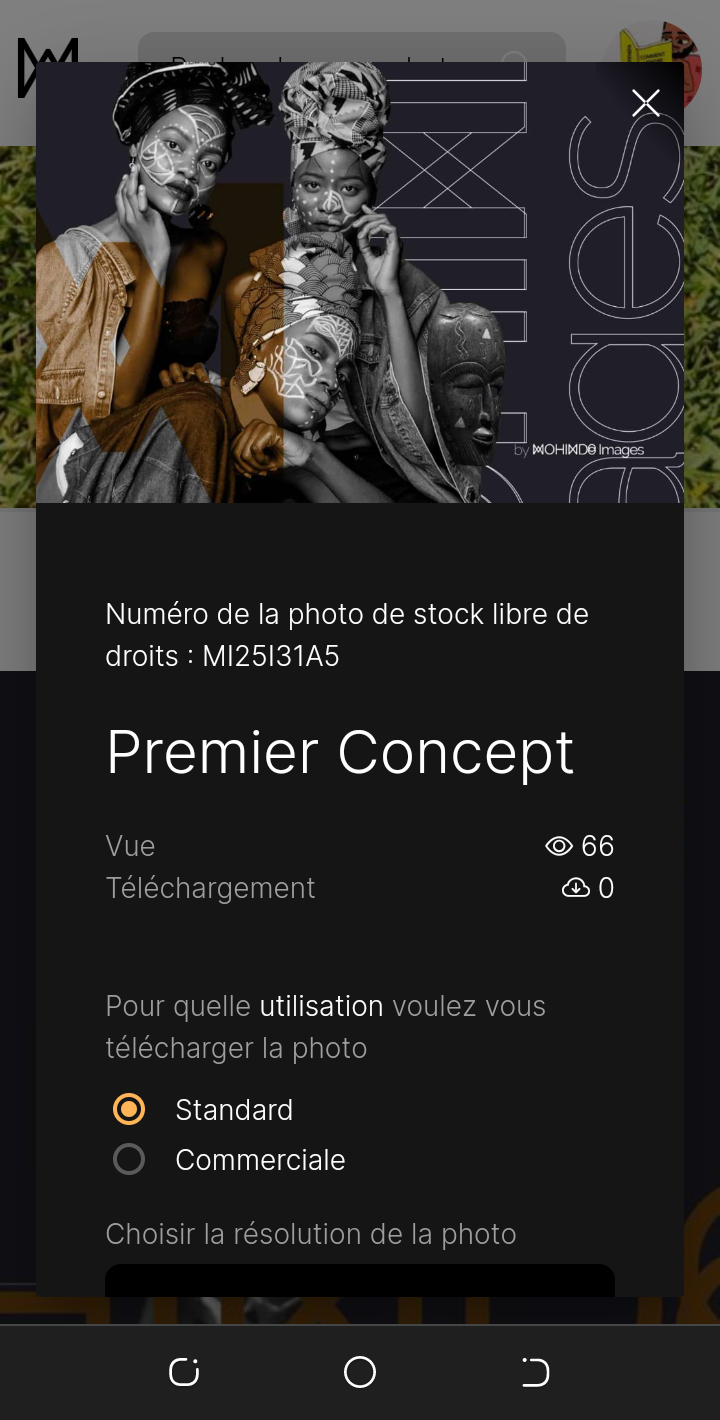 by MOHINDO Images
Numéro de la photo de stock libre de
droits : MI25I31A5
Premier Concept
Vue 66
Téléchargement 0
Pour quelle utilisation voulez vous
télécharger la photo
Standard
Commerciale
Choisir la résolution de la photo